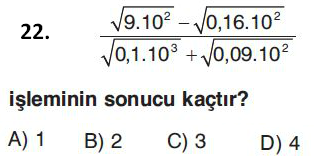 22. √9.10² − √0,16.10²
√0,1.10³ + √0,09.10²
işleminin sonucu kaçtır?
A) 1 B) 2 C) 3 D) 4